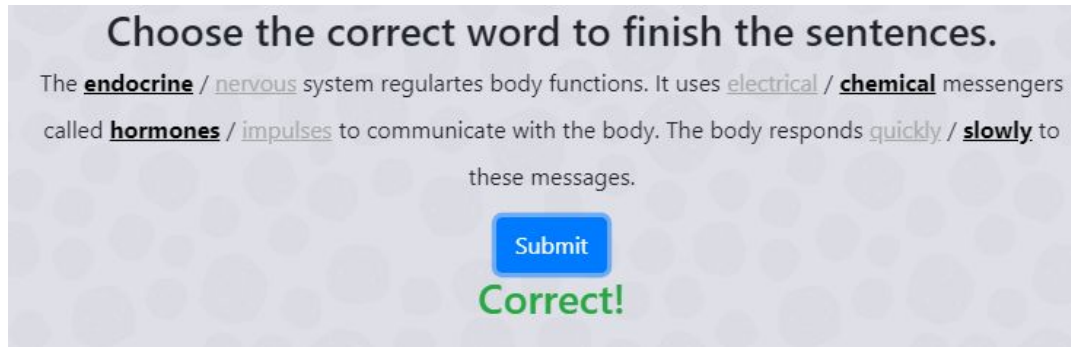 Choose the correct word to finish the sentences.
The endocrine / nervous system regulartes body functions. It uses electrical / chemical messengers
called hormones / impulses to communicate with the body. The body responds quickly / slowly to
these messages.
Submit
Correct!